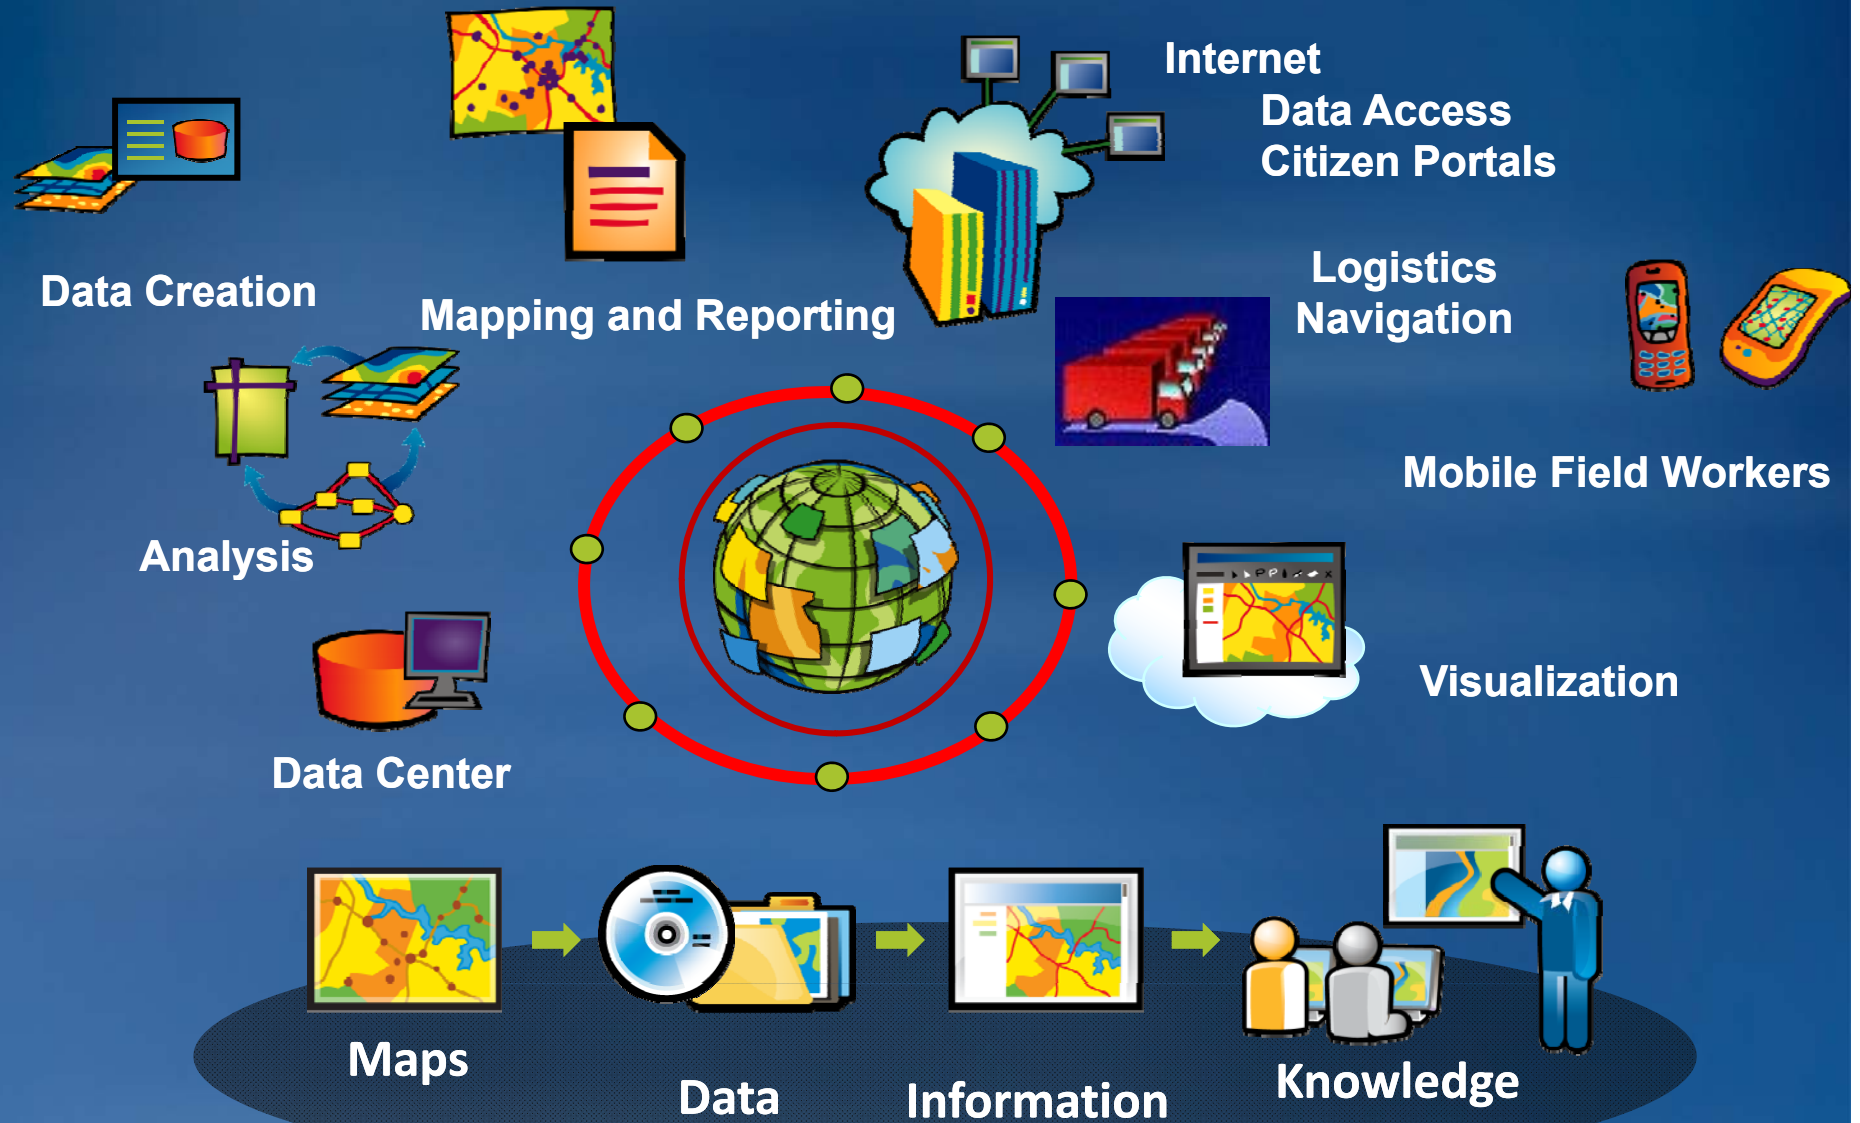 Internet
Data Access
Citizen Portals
Data Creation
Mapping and Reporting
Logistics
Navigation
Mobile Field Workers
Analysis
Visualization
Data Center
Maps
Data
Information
Knowledge